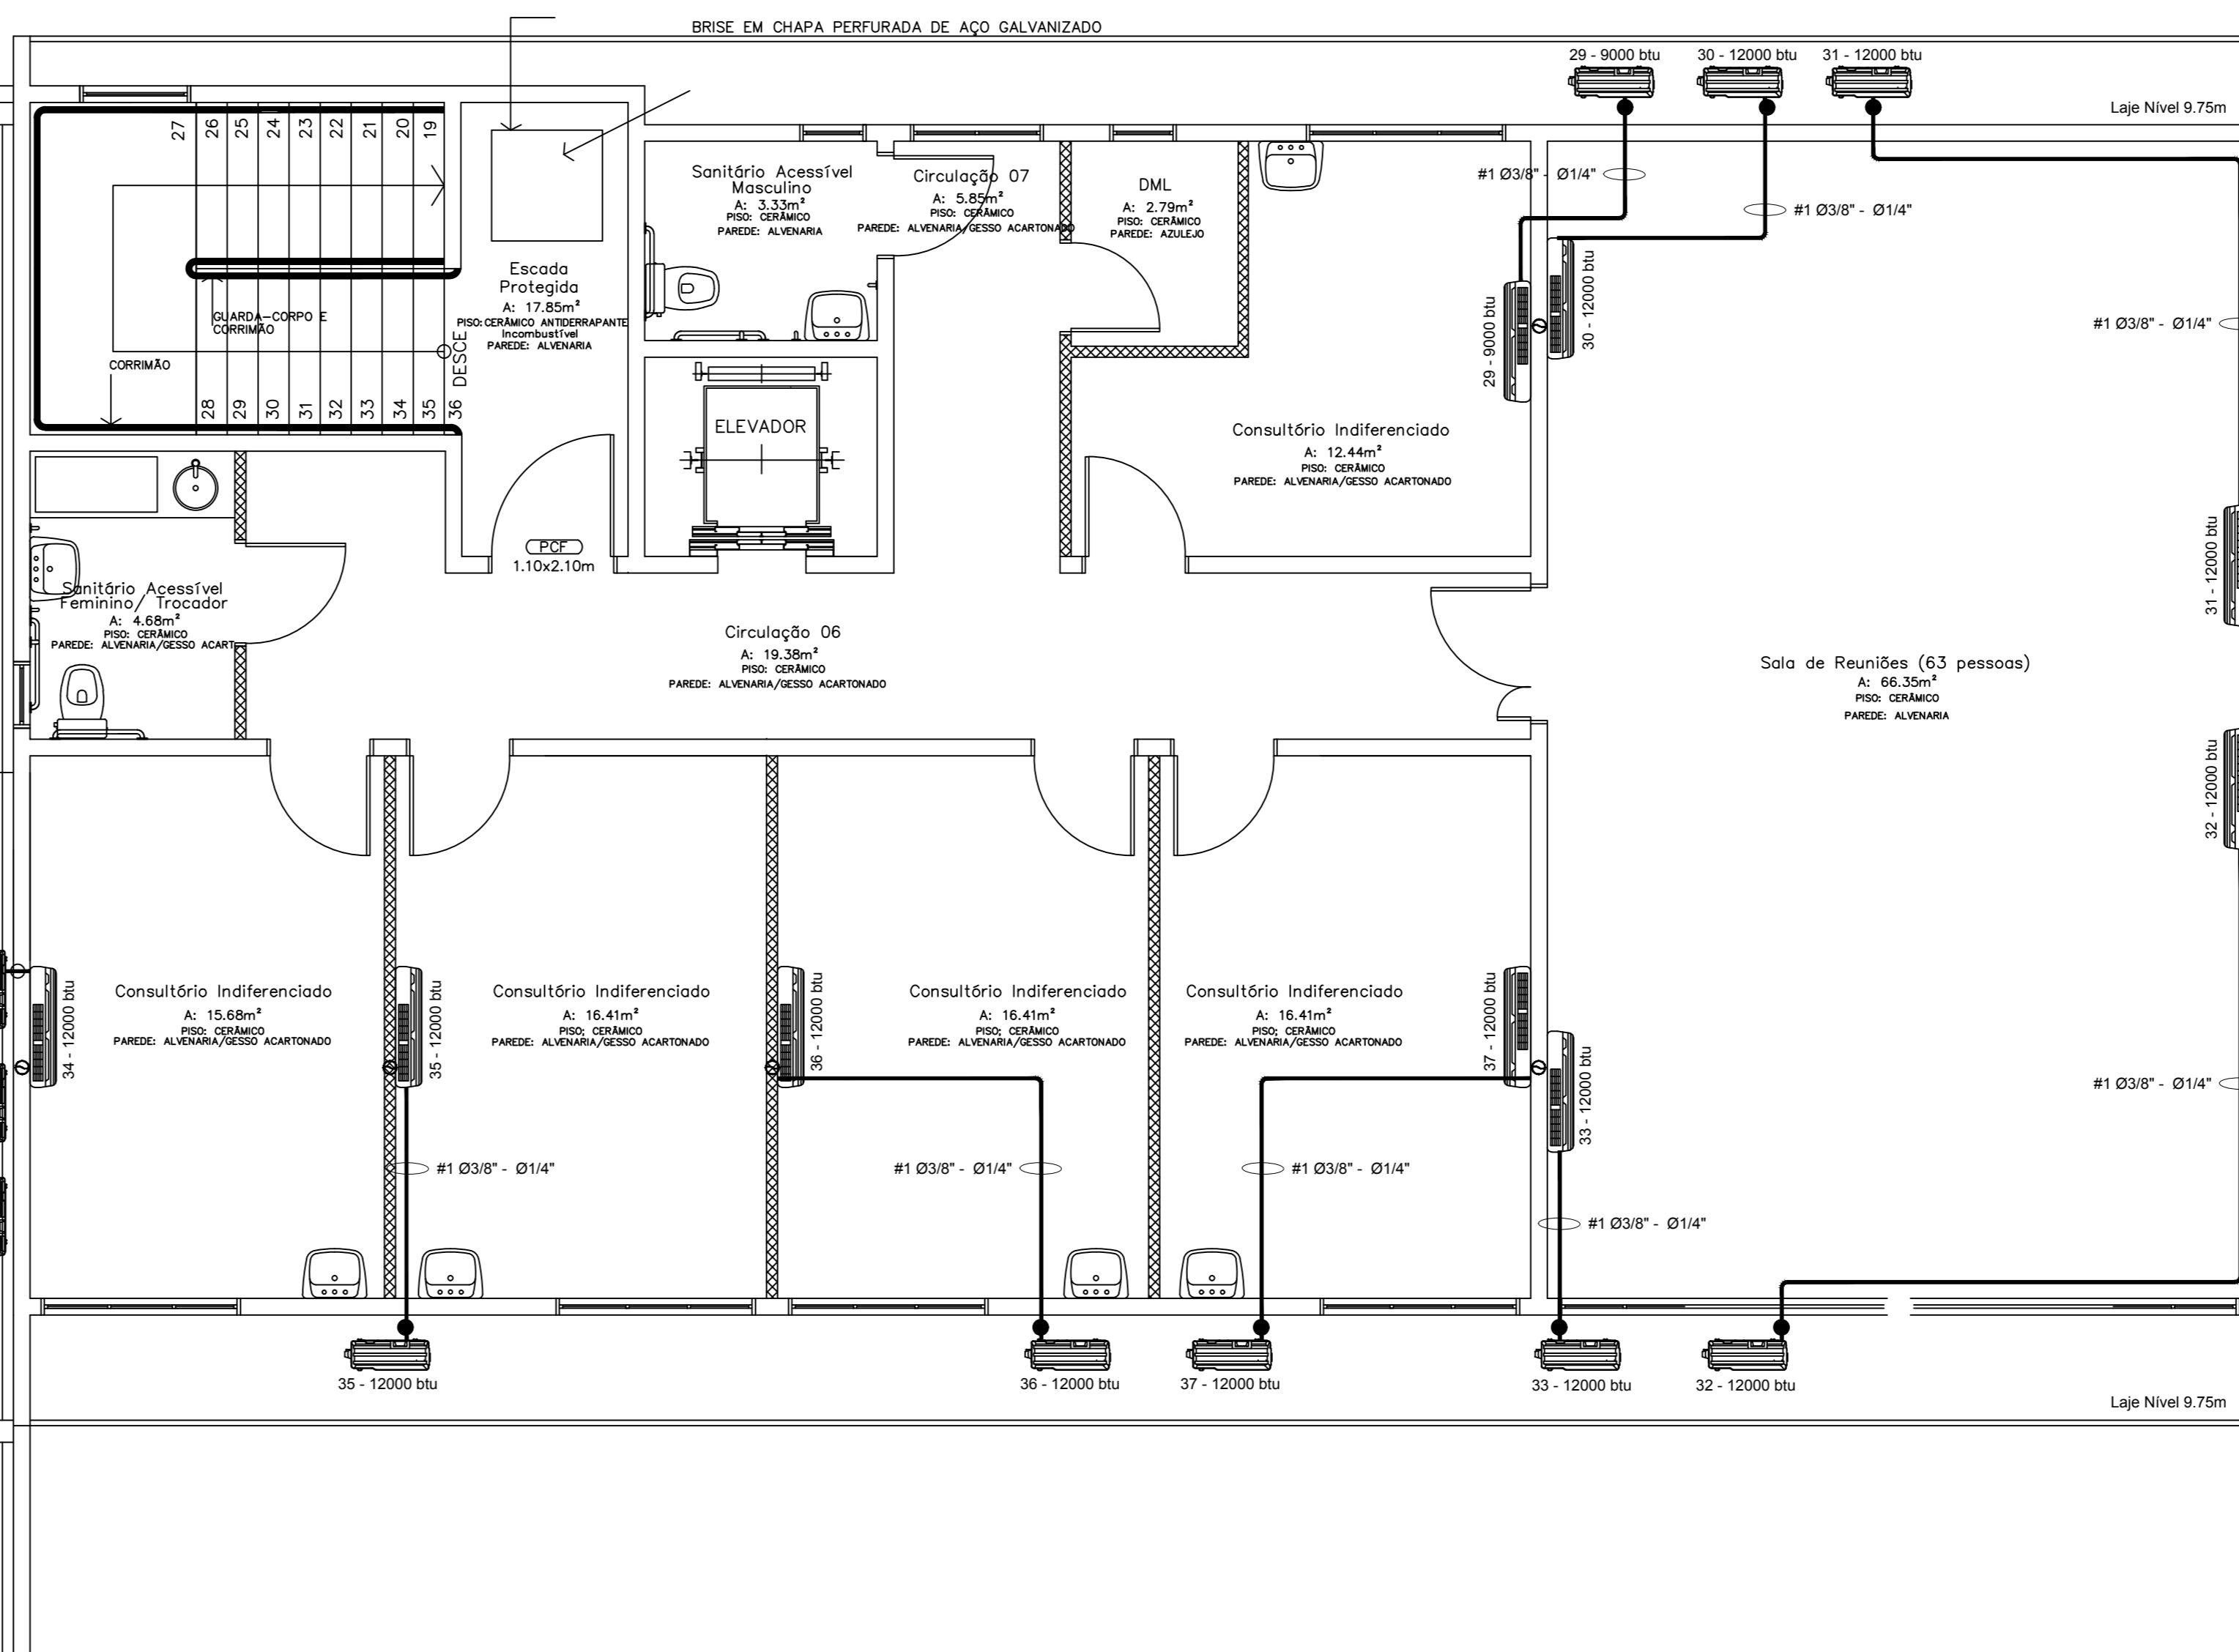 BRISE EM CHAPA PERFURADA DE AÇO GALVANIZADO
29 - 9000 btu
30 - 12000 btu
31 - 12000 btu
Laje Nível 9.75m
27
26
25
24
23
22
21
20
19
Sanitário Acessível
Masculino
A: 3.33m²
PISO: CERÂMICO
PAREDE: ALVENARIA
Circulação 07
A: 5.85m²
PISO: CERÂMICO
PAREDE: ALVENARIA/GESSO ACARTONADO
DML
A: 2.79m²
PISO: CERÂMICO
PAREDE: AZULEJO
#1 Ø3/8" - Ø1/4"
#1 Ø3/8" - Ø1/4"
Escada
Protegida
A: 17.85m²
PISO: CERÂMICO ANTIDERRAPANTE
Incombustível
PAREDE: ALVENARIA
GUARDA-CORPO E
CORRIMÃO
CORRIMÃO
DESCE
28
29
30
31
32
33
34
35
36
29 - 9000 btu
30 - 12000 btu
#1 Ø3/8" - Ø1/4"
ELEVADOR
Consultório Indiferenciado
A: 12.44m²
PISO: CERÂMICO
PAREDE: ALVENARIA/GESSO ACARTONADO
PCF
1.10x2.10m
31 - 12000 btu
Sanitário Acessível
Feminino/ Trocador
A: 4.68m²
PISO: CERÂMICO
PAREDE: ALVENARIA/GESSO ACART
Circulação 06
A: 19.38m²
PISO: CERÂMICO
PAREDE: ALVENARIA/GESSO ACARTONADO
Sala de Reuniões (63 pessoas)
A: 66.35m²
PISO: CERÂMICO
PAREDE: ALVENARIA
32 - 12000 btu
Consultório Indiferenciado
A: 15.68m²
PISO: CERÂMICO
PAREDE: ALVENARIA/GESSO ACARTONADO
34 - 12000 btu
Consultório Indiferenciado
A: 16.41m²
PISO; CERÂMICO
PAREDE: ALVENARIA/GESSO ACARTONADO
35 - 12000 btu
Consultório Indiferenciado
A: 16.41m²
PISO; CERÂMICO
PAREDE: ALVENARIA/GESSO ACARTONADO
36 - 12000 btu
Consultório Indiferenciado
A: 16.41m²
PISO; CERÂMICO
PAREDE: ALVENARIA/GESSO ACARTONADO
37 - 12000 btu
33 - 12000 btu
#1 Ø3/8" - Ø1/4"
#1 Ø3/8" - Ø1/4"
#1 Ø3/8" - Ø1/4"
#1 Ø3/8" - Ø1/4"
#1 Ø3/8" - Ø1/4"
35 - 12000 btu
36 - 12000 btu
37 - 12000 btu
33 - 12000 btu
32 - 12000 btu
Laje Nível 9.75m